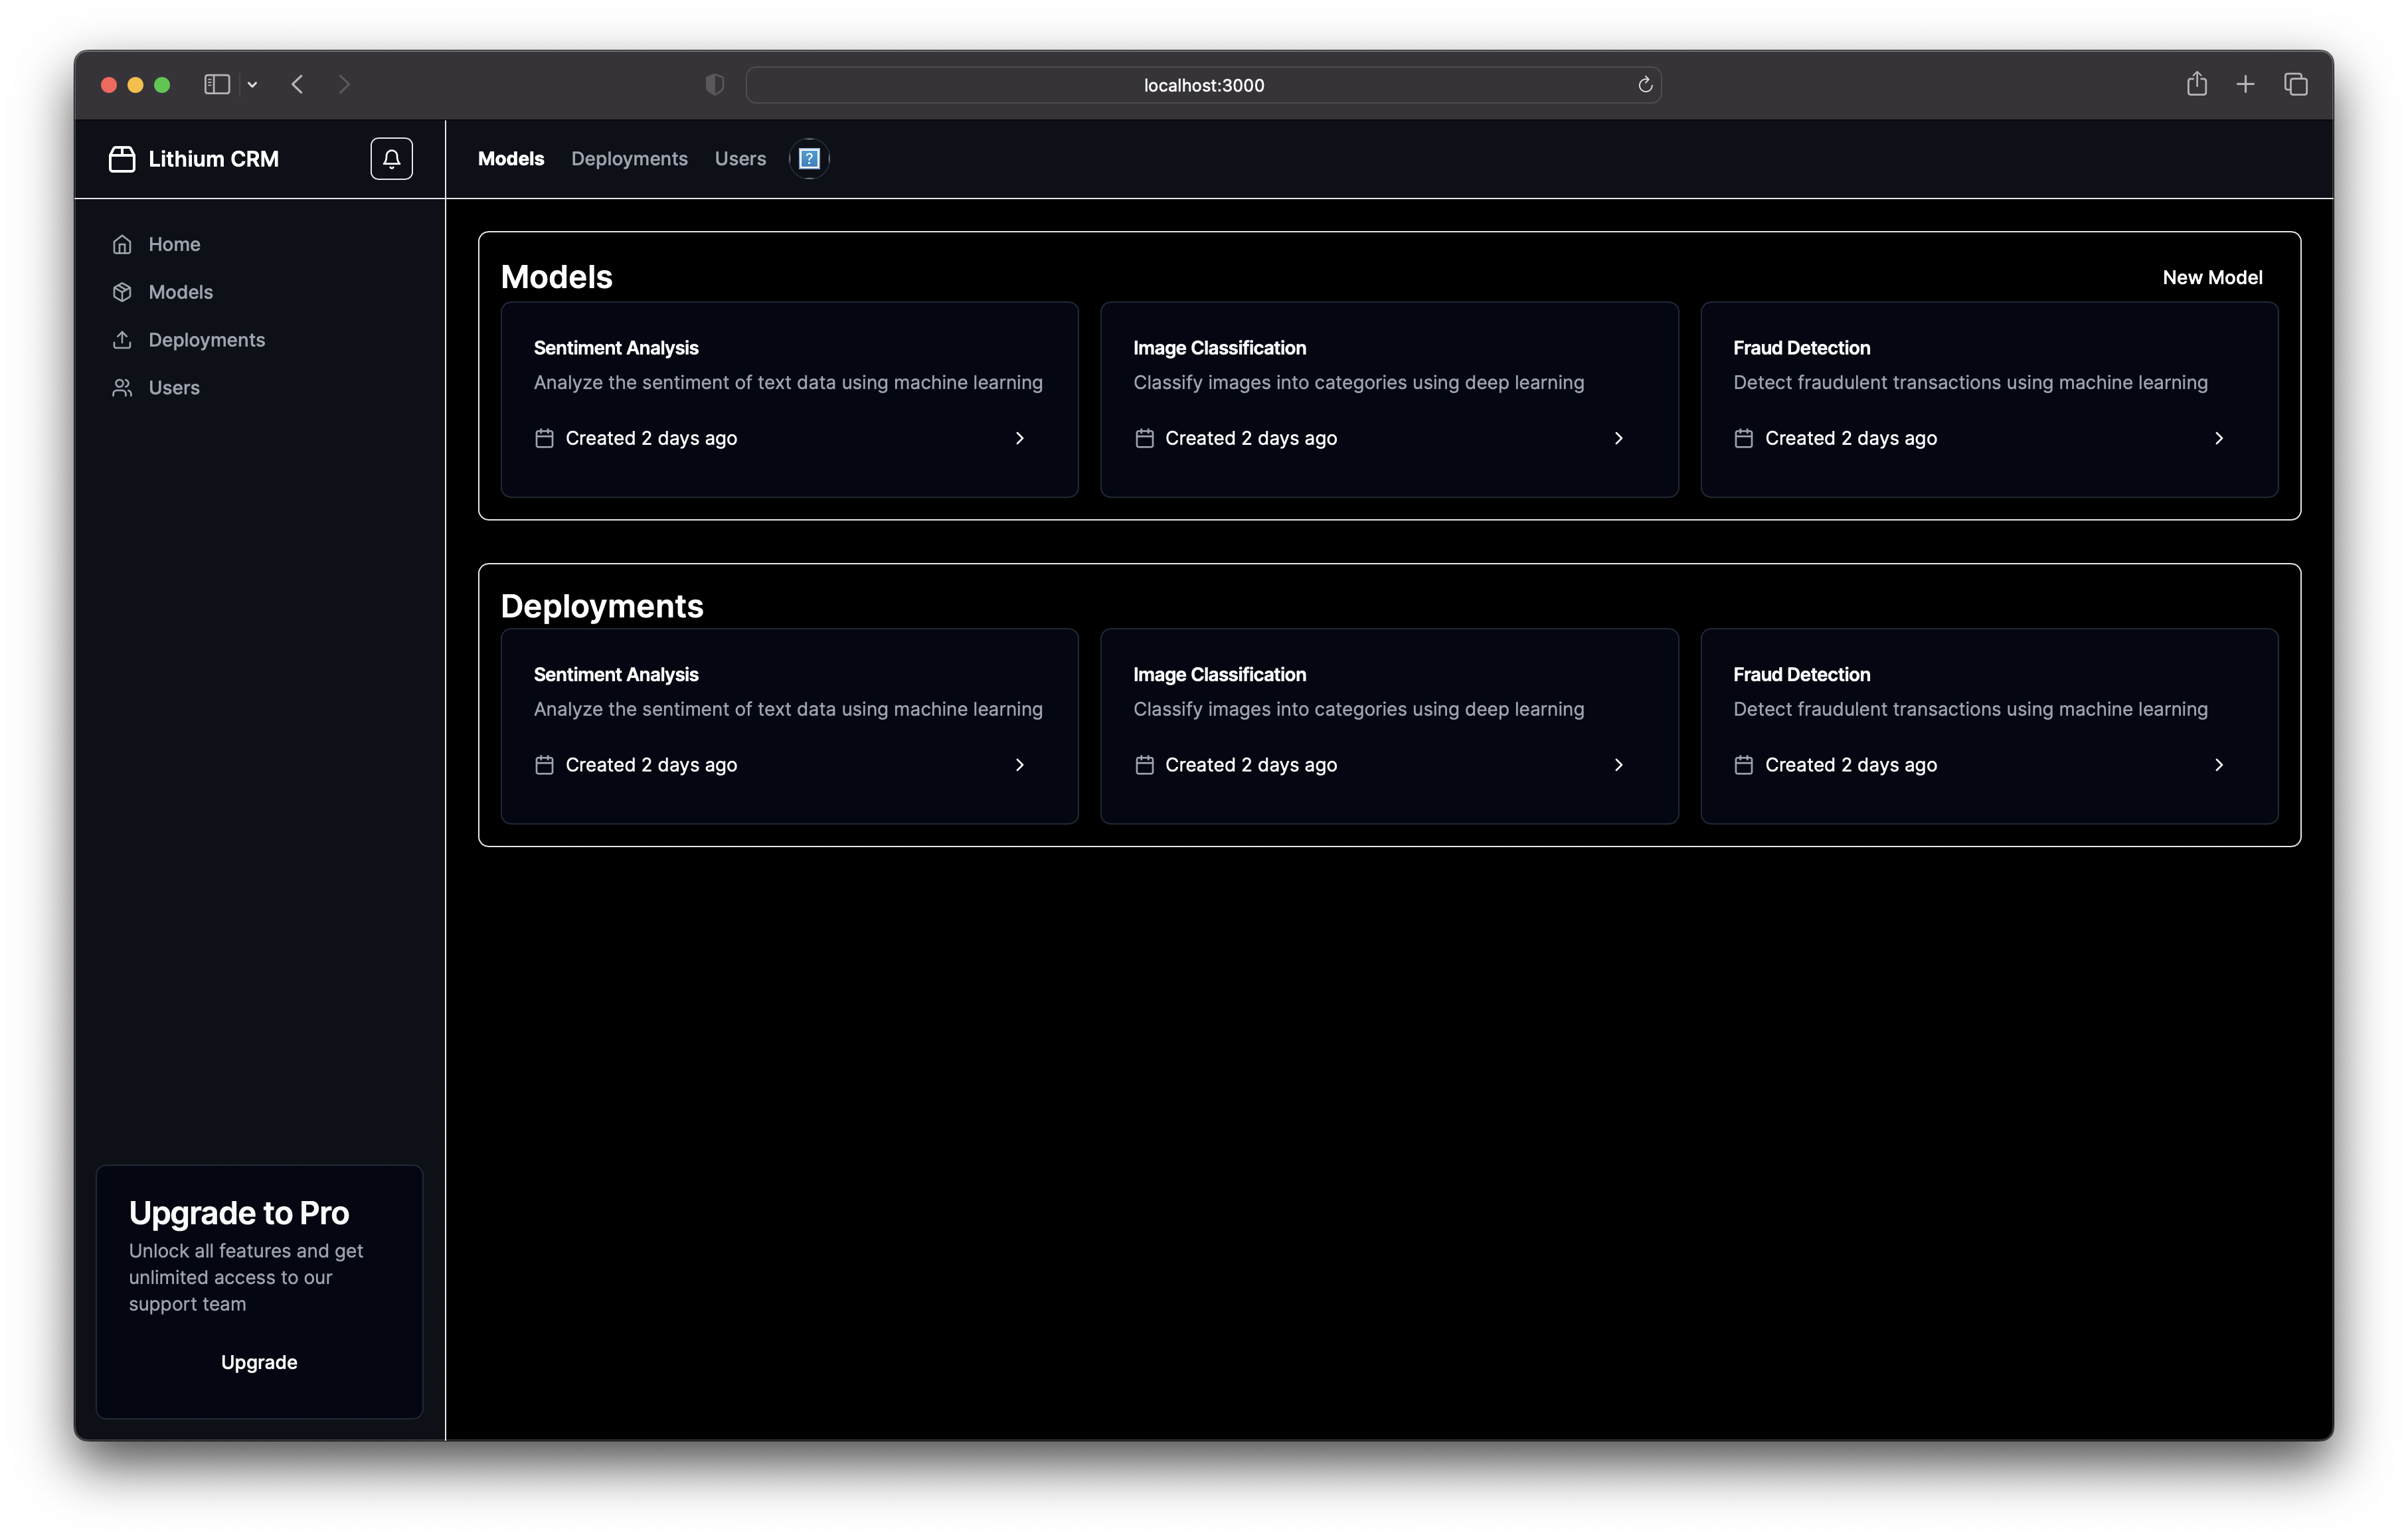 localhost:3000
Lithium CRM
Models Deployments Users ?
Home
Models
Deployments
Users
Upgrade to Pro
Unlock all features and get
unlimited access to our
support team
Upgrade
Models
New Model
Sentiment Analysis
Analyze the sentiment of text data using machine learning
Created 2 days ago
Image Classification
Classify images into categories using deep learning
Created 2 days ago
Fraud Detection
Detect fraudulent transactions using machine learning
Created 2 days ago
Deployments
Sentiment Analysis
Analyze the sentiment of text data using machine learning
Created 2 days ago
Image Classification
Classify images into categories using deep learning
Created 2 days ago
Fraud Detection
Detect fraudulent transactions using machine learning
Created 2 days ago